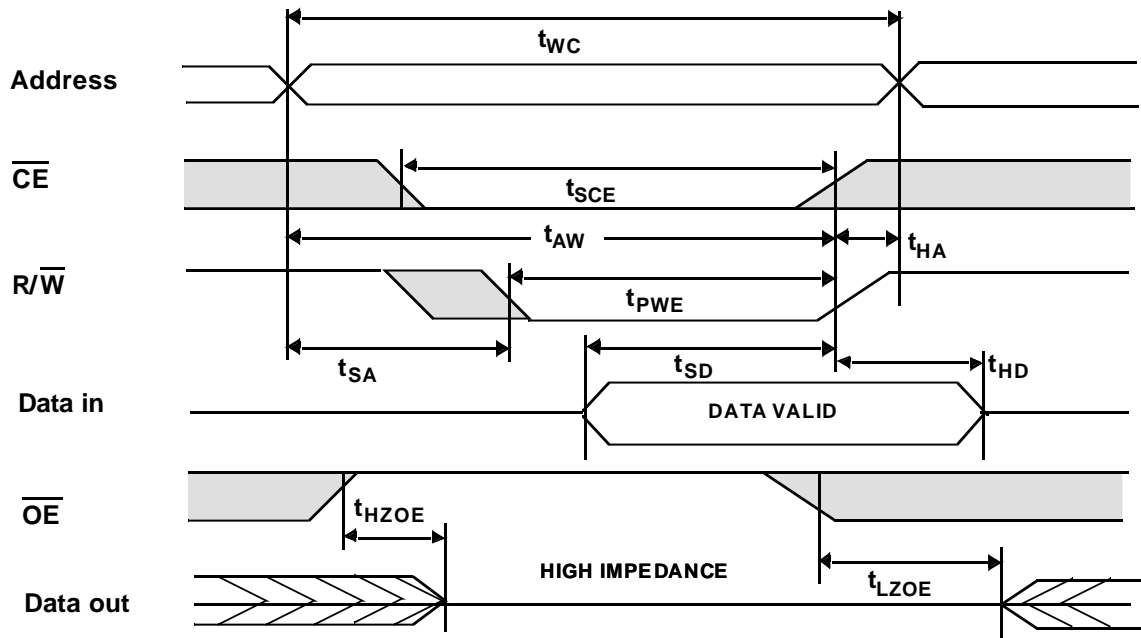 tWC
Address
CE
tSCE
tAW
tHA
R/W
tPWE
tSA
tSD
tHD
Data in
DATA VALID
OE
tHZOE
HIGH IMPEDANCE
tLZOE
Data out